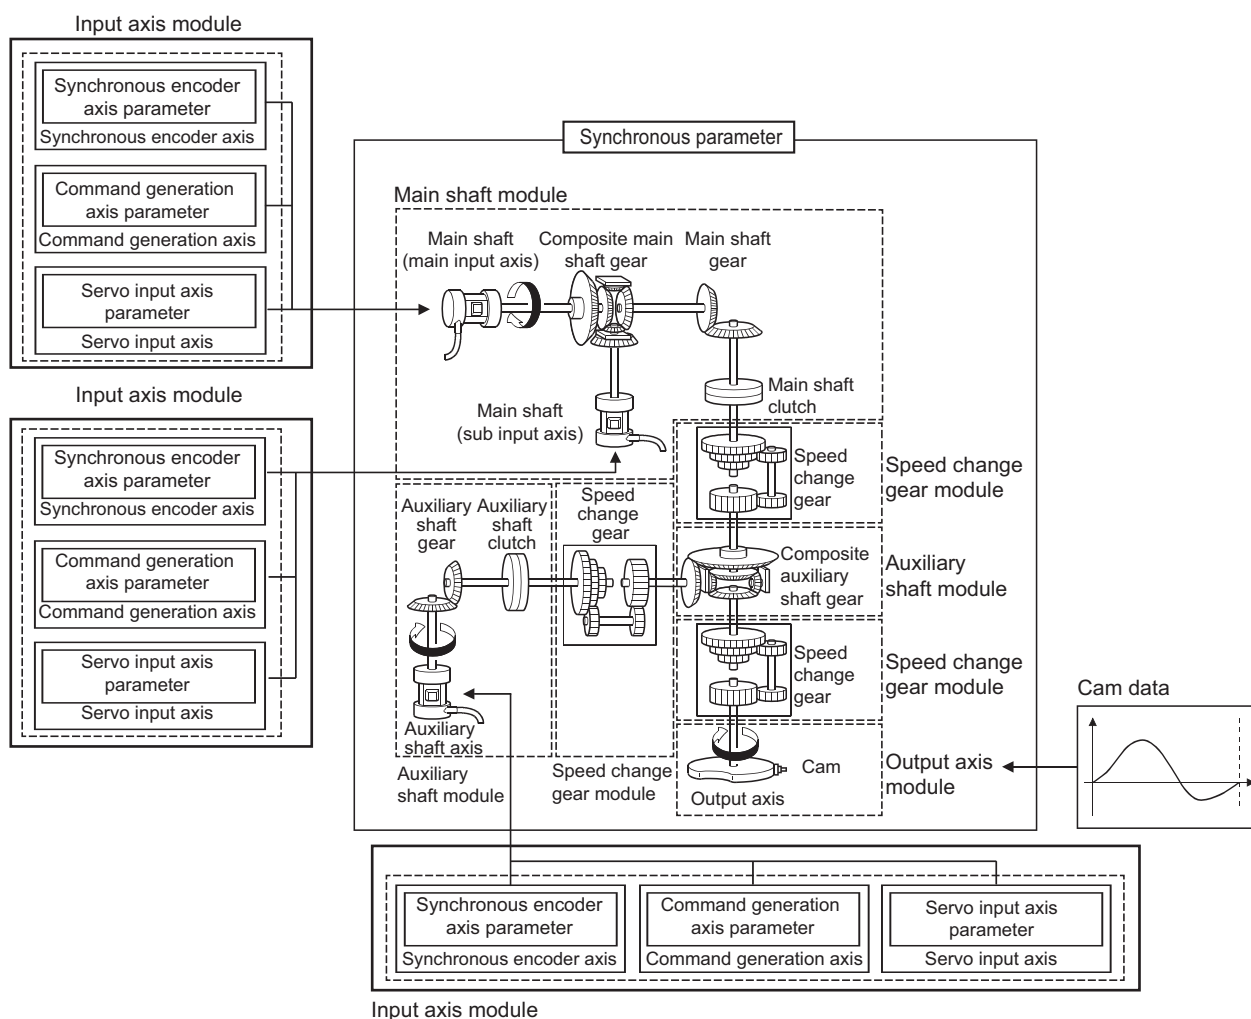 Input axis module
Synchronous encoder
axis parameter
Synchronous encoder axis
Command generation
axis parameter
Command generation axis
Servo input axis
parameter
Servo input axis
Input axis module
Synchronous encoder
axis parameter
Synchronous encoder axis
Command generation
axis parameter
Command generation axis
Servo input axis
parameter
Servo input axis
Synchronous parameter
Main shaft module
Main shaft
(main input axis)
Composite main
shaft gear
Main shaft
gear
Main shaft
clutch
Main shaft
(sub input axis)
Speed
change
gear
Speed change
gear module
Auxiliary
shaft
gear
Auxiliary
shaft
clutch
Speed
change
gear
Composite
auxiliary
shaft gear
Auxiliary
shaft module
Speed
change
gear
Speed change
gear module
Auxiliary
shaft axis
Auxiliary
shaft module
Speed change
gear module
Cam
Output axis
Output axis
module
Cam data
Synchronous encoder
axis parameter
Synchronous encoder axis
Command generation
axis parameter
Command generation axis
Servo input axis
parameter
Servo input axis
Input axis module